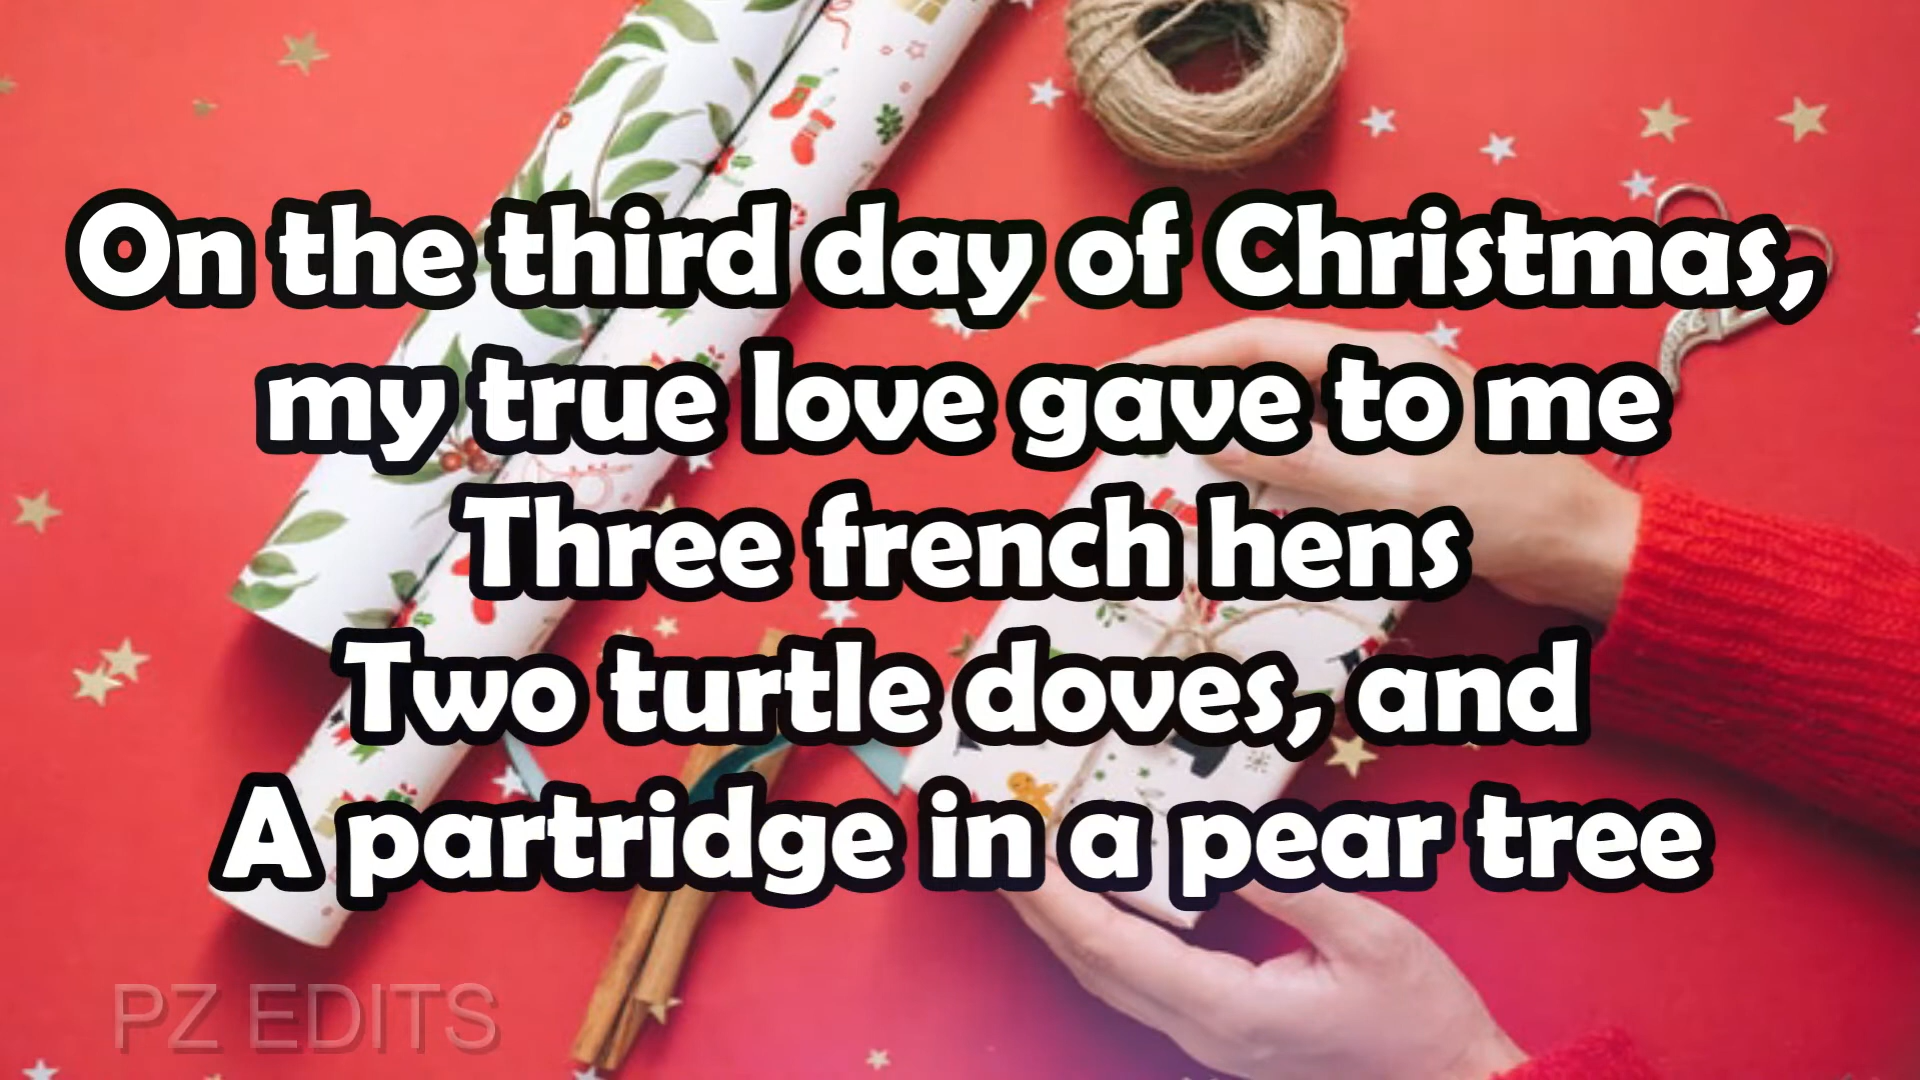 On the third day of Christmas,
my true love gave to me
Three french hens
Two turtle doves, and
A partridge in a pear tree
PZ EDITS